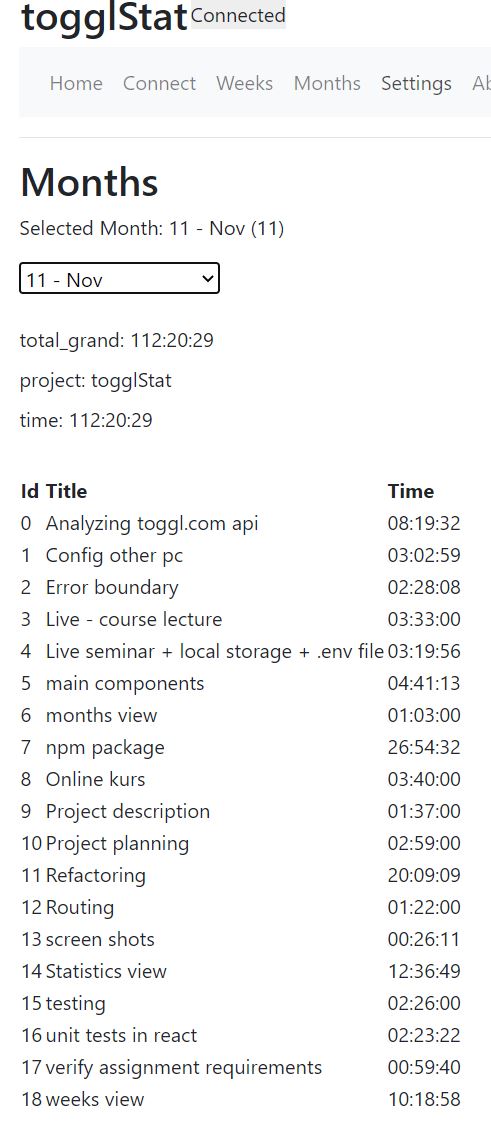 togglStat Connected
Home Connect Weeks Months Settings Ab
Months
Selected Month: 11 - Nov (11)
11 - Nov
total_grand: 112:20:29
project: togglStat
time: 112:20:29
Id Title Time
0 Analyzing toggl.com api 08:19:32
1 Config other pc 03:02:59
2 Error boundary 02:28:08
3 Live - course lecture 03:33:00
4 Live seminar + local storage + .env file 03:19:56
5 main components 04:41:13
6 months view 01:03:00
7 npm package 26:54:32
8 Online kurs 03:40:00
9 Project description 01:37:00
10 Project planning 02:59:00
11 Refactoring 20:09:09
12 Routing 01:22:00
13 screen shots 00:26:11
14 Statistics view 12:36:49
15 testing 02:26:00
16 unit tests in react 02:23:22
17 verify assignment requirements 00:59:40
18 weeks view 10:18:58